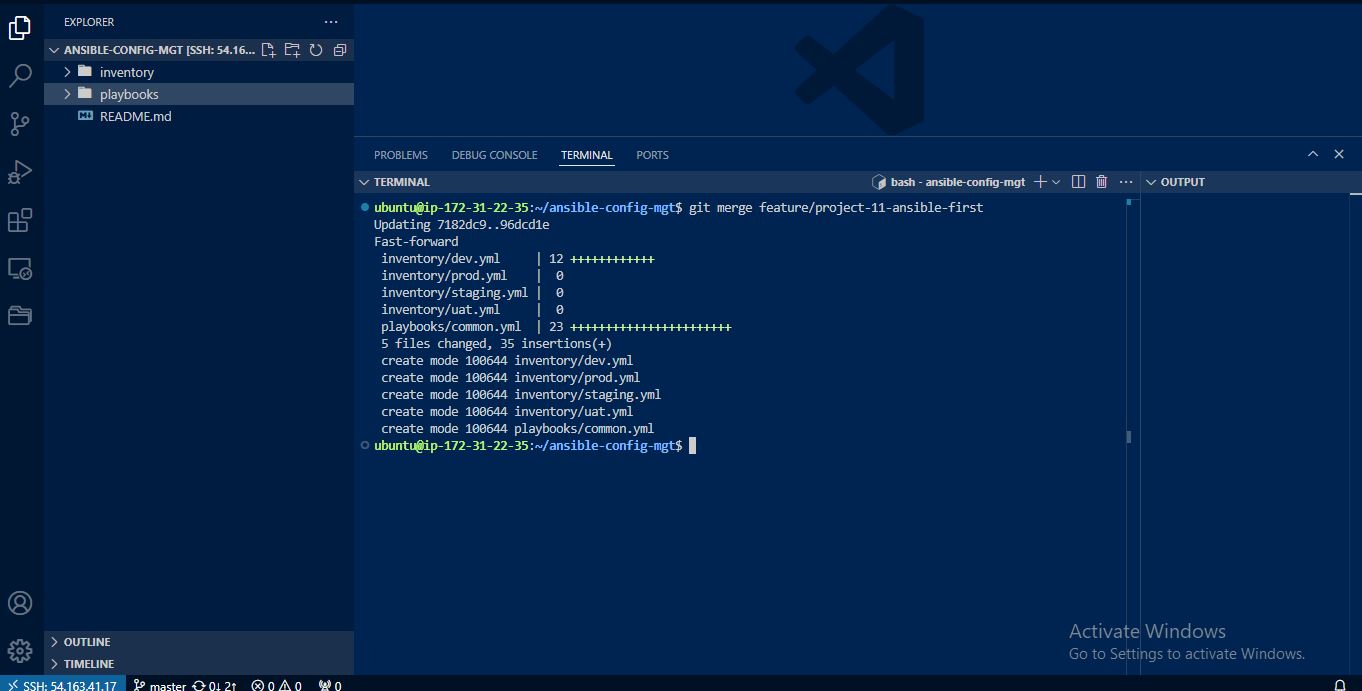 EXPLORER ...
ANSIBLE-CONFIG-MGT [SSH: 54.16...
inventory
playbooks
README.md
PROBLEMS DEBUG CONSOLE TERMINAL PORTS
TERMINAL bash - ansible-config-mgt ... OUTPUT
ubuntu@ip-172-31-22-35:~/ansible-config-mgt$ git merge feature/project-11-ansible-first
Updating 7182dc9..96dcd1e
Fast-forward
inventory/dev.yml | 12 ++++++++++++
inventory/prod.yml | 0
inventory/staging.yml | 0
inventory/uat.yml | 0
playbooks/common.yml | 23 +++++++++++++++++++++++
5 files changed, 35 insertions(+)
create mode 100644 inventory/dev.yml
create mode 100644 inventory/prod.yml
create mode 100644 inventory/staging.yml
create mode 100644 inventory/uat.yml
create mode 100644 playbooks/common.yml
ubuntu@ip-172-31-22-35:~/ansible-config-mgt$
Activate Windows
Go to Settings to activate Windows.
OUTLINE
TIMELINE
SSH: 54.163.41.17 master 0↓ 2↑ 0 0 0